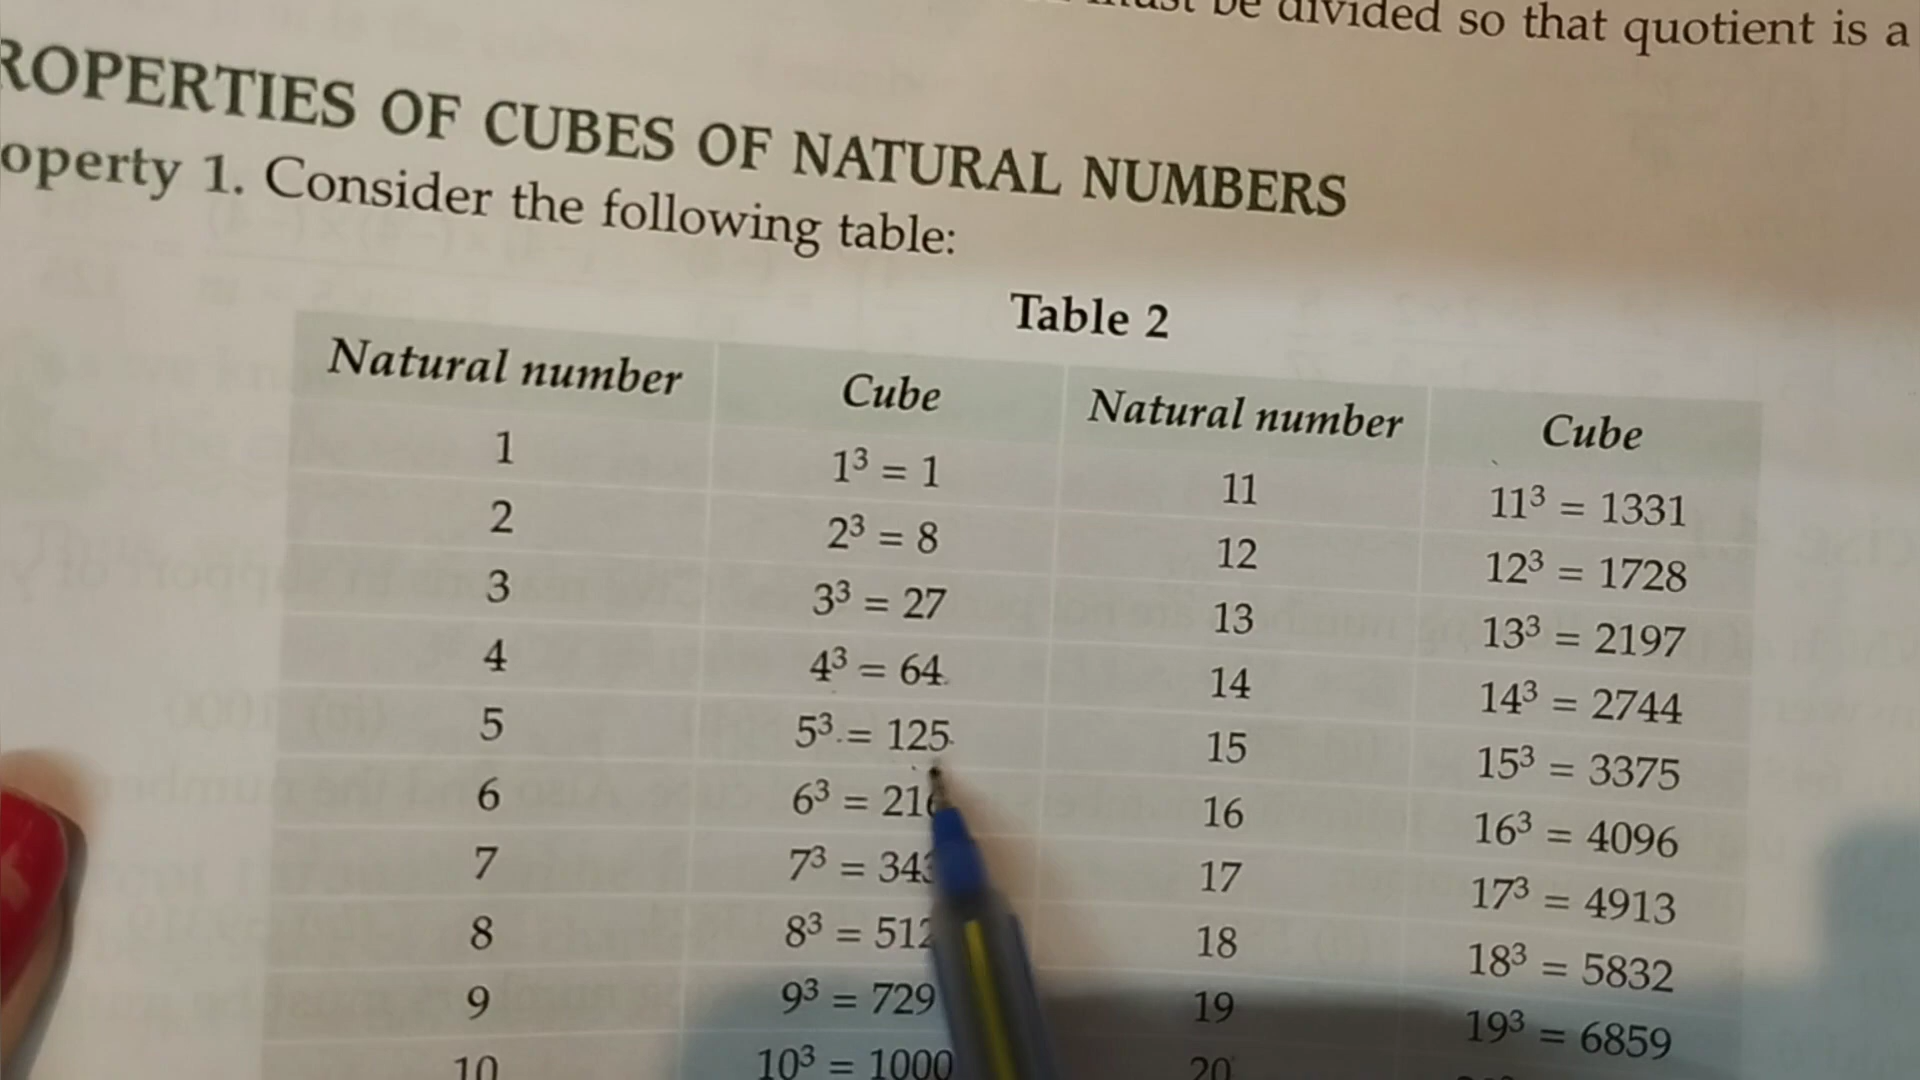 be divided so that quotient is a
ROPERTIES OF CUBES OF NATURAL NUMBERS
operty 1. Consider the following table:
Table 2
Natural number Cube Natural number Cube
1 1³ = 1 11 11³ = 1331
2 2³ = 8 12 12³ = 1728
3 3³ = 27 13 13³ = 2197
4 4³ = 64 14 14³ = 2744
5 5³ = 125 15 15³ = 3375
6 6³ = 216 16 16³ = 4096
7 7³ = 343 17 17³ = 4913
8 8³ = 512 18 18³ = 5832
9 9³ = 729 19 19³ = 6859
10 10³ = 1000 20